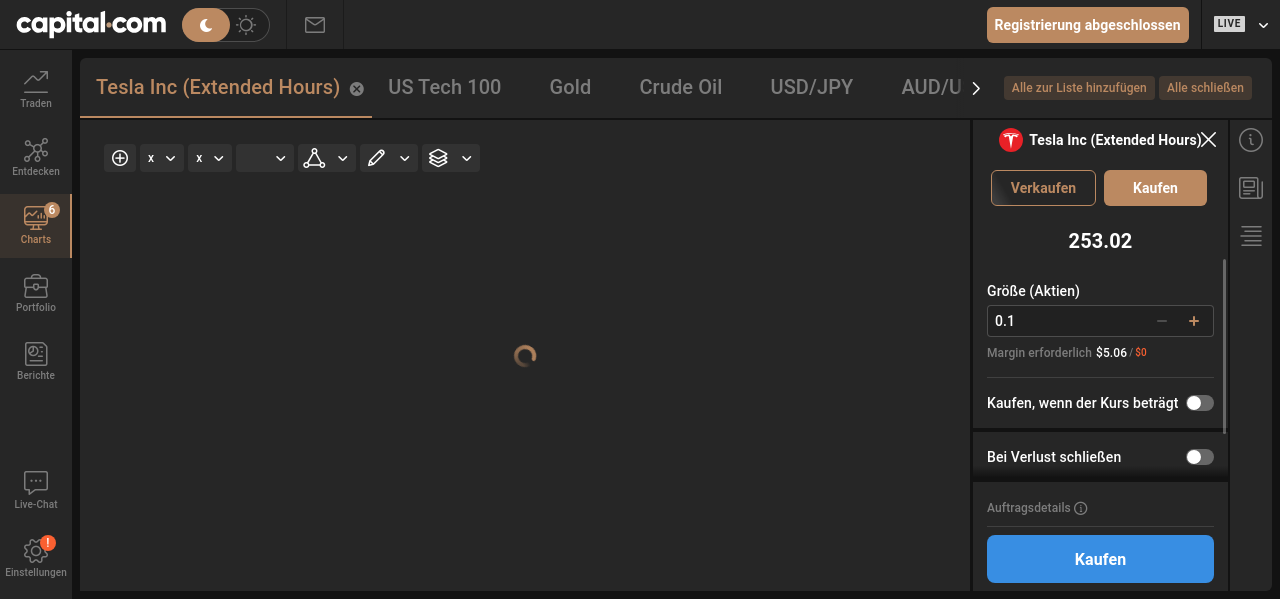 capital.com
Registrierung abgeschlossen
LIVE
Traden
Entdecken
6
Charts
Portfolio
Berichte
Live-Chat
!
Einstellungen
Tesla Inc (Extended Hours)
US Tech 100
Gold
Crude Oil
USD/JPY
AUD/U
Alle zur Liste hinzufügen
Alle schließen
x
x
Tesla Inc (Extended Hours)
Verkaufen
Kaufen
253.02
Größe (Aktien)
0.1
Margin erforderlich $5.06 / $0
Kaufen, wenn der Kurs beträgt
Bei Verlust schließen
Auftragsdetails
Kaufen